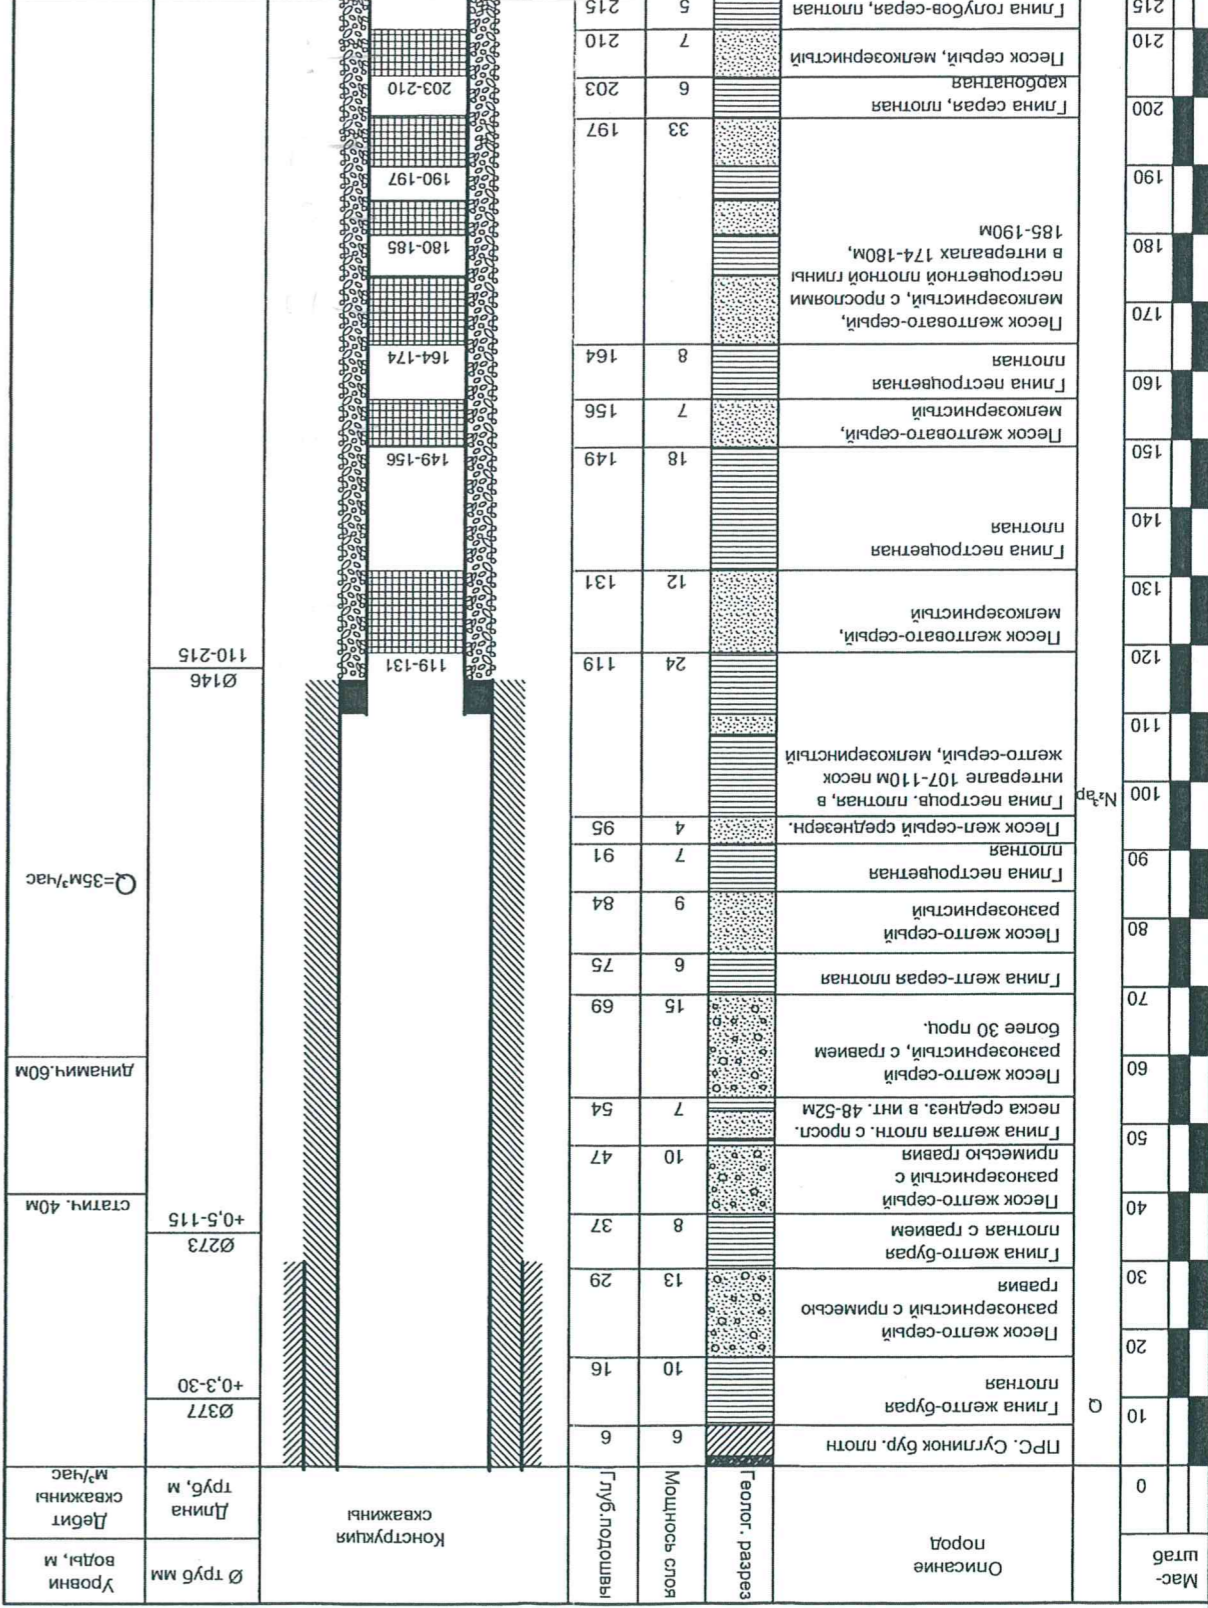 Мас-
штаб
Описание
пород
Геолог. разрез
Мощнось слоя
Глуб.подошвы
Конструкция
скважины
Ø труб мм
Длина
труб, м
Уровни
воды, м
Дебит
скважины
м³/час
0
10
20
30
40
50
60
70
80
90
100
110
120
130
140
150
160
170
180
190
200
210
215
Q
N₂³ap
ПРС. Суглинок бур. плотн
6
6
Глина желто-бурая
плотная
10
16
Песок желто-серый
разнозернистый с примесью
гравия
13
29
Глина желто-бурая
плотная с гравием
8
37
Песок желто-серый
разнозернистый с
примесью гравия
10
47
Глина желтая плотн. с просл.
песка среднез. в инт. 48-52м
7
54
Песок желто-серый
разнозернистый, с гравием
более 30 проц.
15
69
Глина желт-серая плотная
6
75
Песок желто-серый
разнозернистый
9
84
Глина пестроцветная
плотная
7
91
Песок жел-серый среднезерн.
4
95
Глина пестроцв. плотная, в
интервале 107-110м песок
желто-серый, мелкозеринстый
24
119
Песок желтовато-серый,
мелкозернистый
12
131
Глина пестроцветная
плотная
18
149
Песок желтовато-серый,
мелкозернистый
7
156
Глина пестроцветная
плотная
8
164
Песок желтовато-серый,
мелкозернистый, с прослоями
пестроцветной плотной глины
в интервалах 174-180м,
185-190м
33
197
Глина серая, плотная
карбонатная
6
203
Песок серый, мелкозернистый
7
210
Глина голубов-серая, плотная
5
215
119-131
149-156
164-174
180-185
190-197
203-210
Ø377
+0,3-30
Ø273
+0,5-115
Ø146
110-215
статич. 40м
динамич.60м
Q=35м³/час